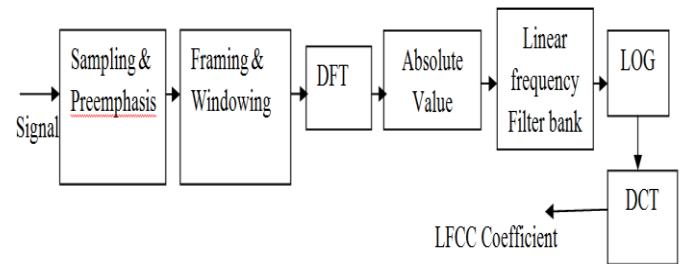 Signal
Sampling &
Preemphasis
Framing &
Windowing
DFT
Absolute
Value
Linear
frequency
Filter bank
LOG
DCT
LFCC Coefficient